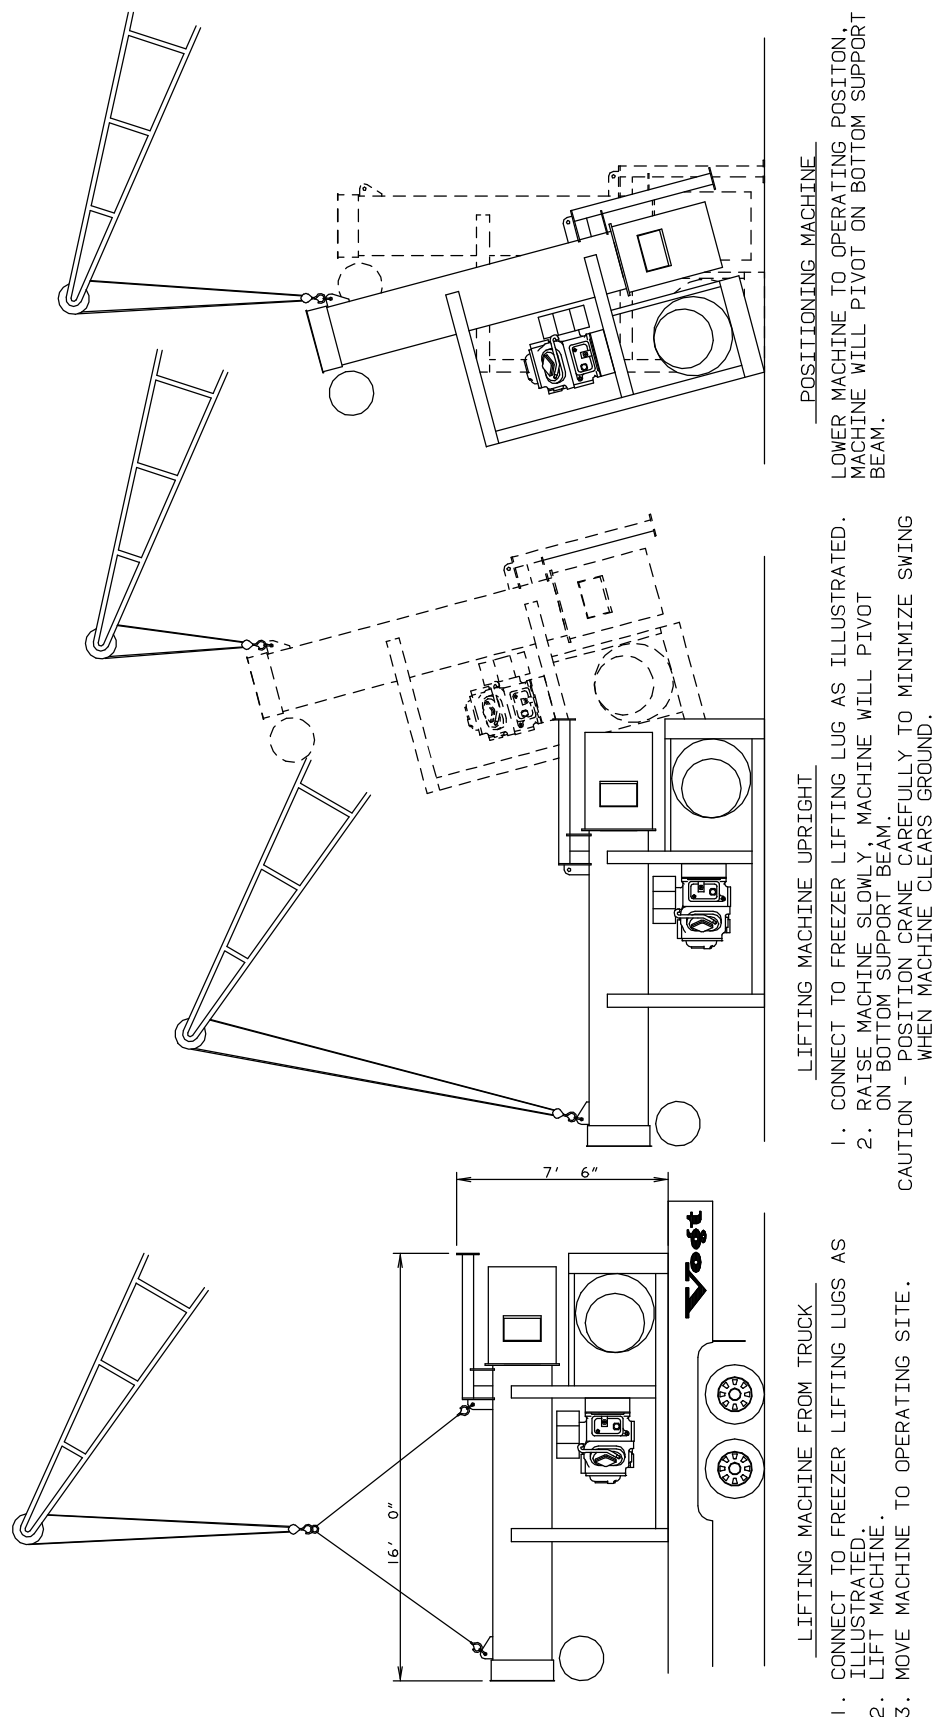 16' 0"
7' 6"
Vogt
LIFTING MACHINE FROM TRUCK
1. CONNECT TO FREEZER LIFTING LUGS AS
ILLUSTRATED.
2. LIFT MACHINE.
3. MOVE MACHINE TO OPERATING SITE.
LIFTING MACHINE UPRIGHT
1. CONNECT TO FREEZER LIFTING LUG AS ILLUSTRATED.
2. RAISE MACHINE SLOWLY, MACHINE WILL PIVOT
ON BOTTOM SUPPORT BEAM.
CAUTION - POSITION CRANE CAREFULLY TO MINIMIZE SWING
WHEN MACHINE CLEARS GROUND.
POSITIONING MACHINE
LOWER MACHINE TO OPERATING POSITON,
MACHINE WILL PIVOT ON BOTTOM SUPPORT
BEAM.